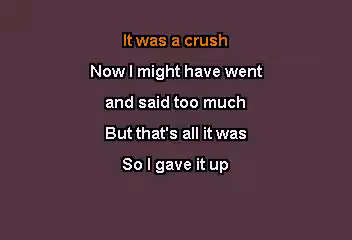 It was a crush
Now I might have went
and said too much
But that's all it was
So I gave it up